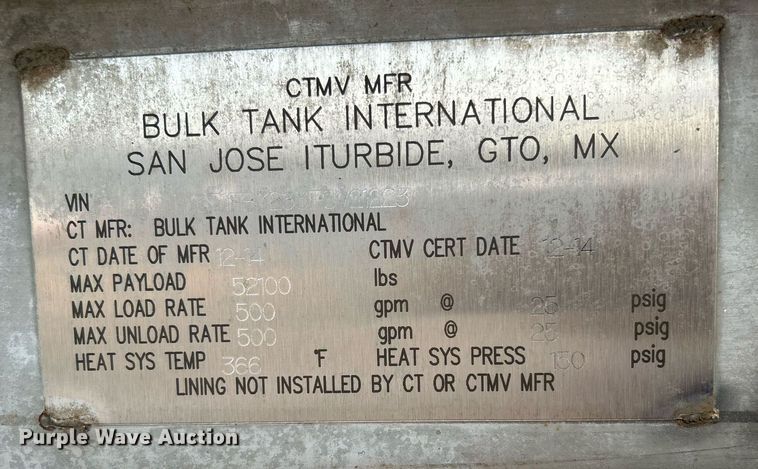 CTMV MFR
BULK TANK INTERNATIONAL
SAN JOSE ITURBIDE, GTO, MX
VIN
CT MFR: BULK TANK INTERNATIONAL
CT DATE OF MFR 12-14 CTMV CERT DATE 12-14
MAX PAYLOAD 52100 lbs
MAX LOAD RATE 500 gpm @ 25 psig
MAX UNLOAD RATE 500 gpm @ 25 psig
HEAT SYS TEMP 366 °F HEAT SYS PRESS 150 psig
LINING NOT INSTALLED BY CT OR CTMV MFR
Purple Wave Auction